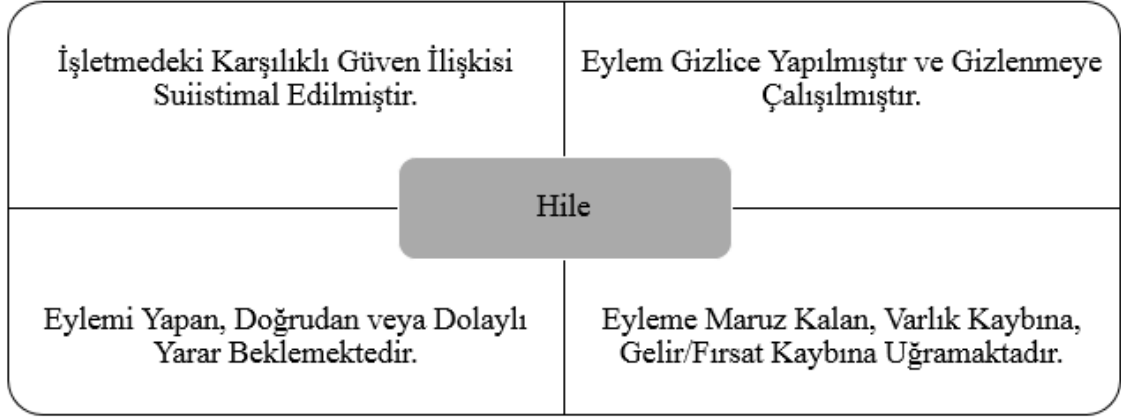 İşletmedeki Karşılıklı Güven İlişkisi
Suiistimal Edilmiştir.
Eylem Gizlice Yapılmıştır ve Gizlenmeye
Çalışılmıştır.
Hile
Eylemi Yapan, Doğrudan veya Dolaylı
Yarar Beklemektedir.
Eyleme Maruz Kalan, Varlık Kaybına,
Gelir/Fırsat Kaybına Uğramaktadır.